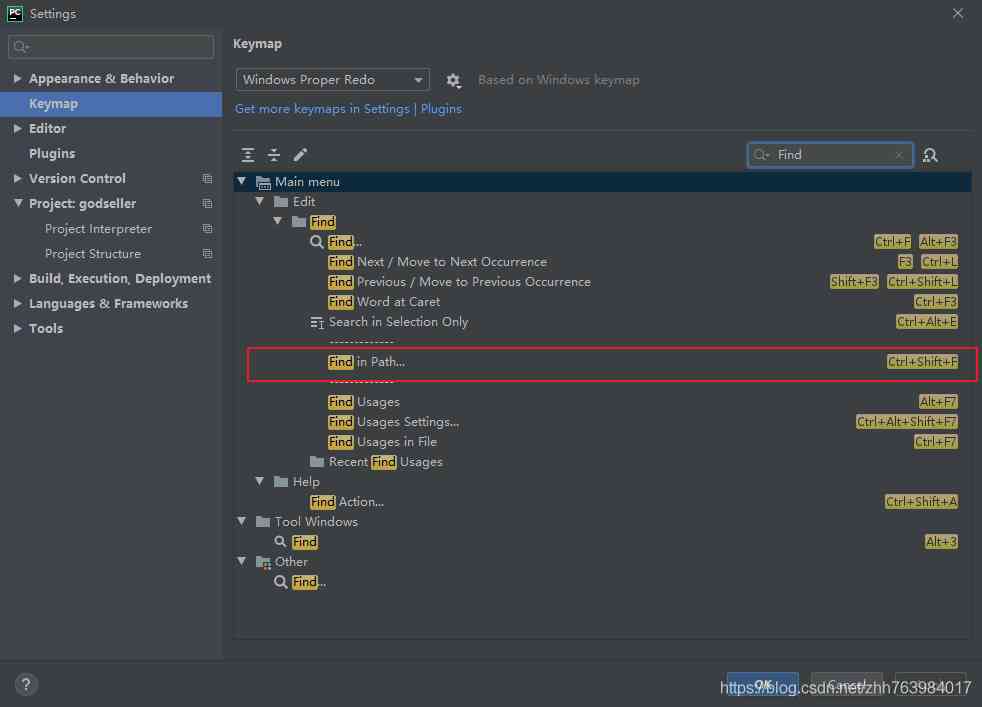 PC Settings
Keymap
Appearance & Behavior
Keymap
Editor
Plugins
Version Control
Project: godseller
Project Interpreter
Project Structure
Build, Execution, Deployment
Languages & Frameworks
Tools
Windows Proper Redo
Based on Windows keymap
Get more keymaps in Settings | Plugins
Find
Main menu
Edit
Find
Find... Ctrl+F Alt+F3
Find Next / Move to Next Occurrence F3 Ctrl+L
Find Previous / Move to Previous Occurrence Shift+F3 Ctrl+Shift+L
Find Word at Caret Ctrl+F3
Search in Selection Only Ctrl+Alt+E
-------------
Find in Path... Ctrl+Shift+F
-------------
Find Usages Alt+F7
Find Usages Settings... Ctrl+Alt+Shift+F7
Find Usages in File Ctrl+F7
Recent Find Usages
Help
Find Action... Ctrl+Shift+A
Tool Windows
Find Alt+3
Other
Find...
?
OK
Cancel
https://blog.csdn.net/zhh763984017